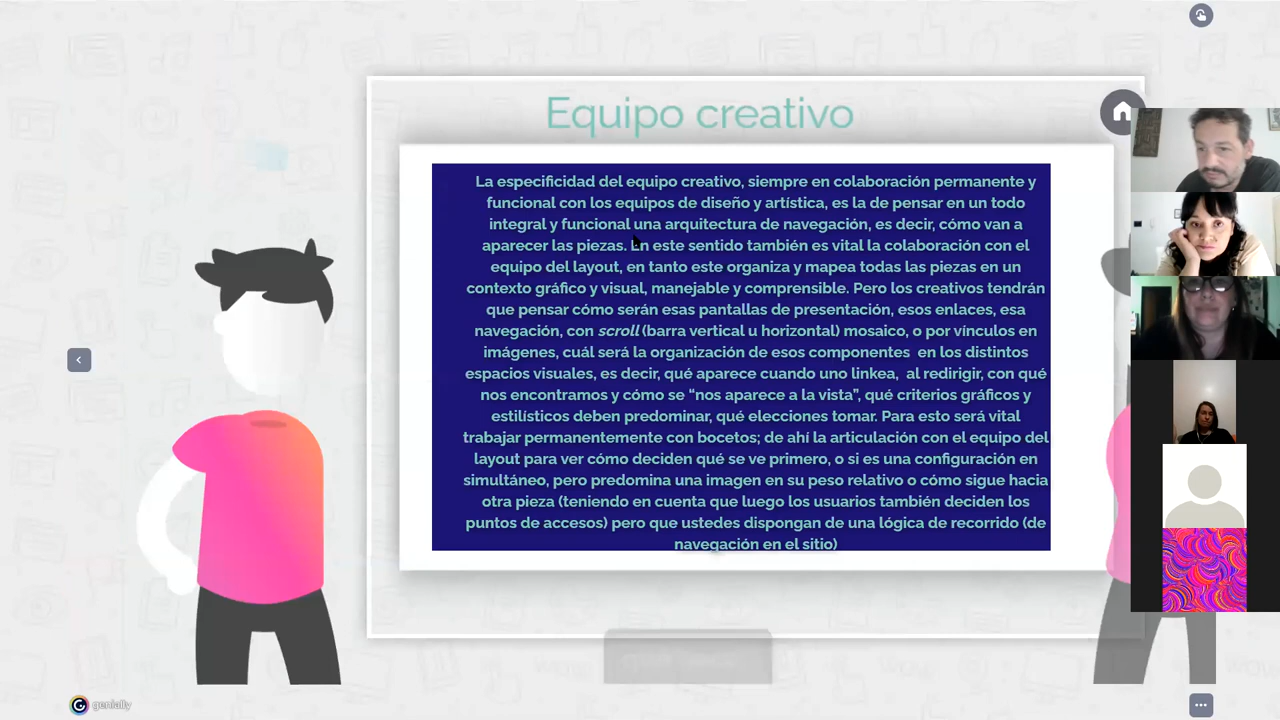 Equipo creativo
La especificidad del equipo creativo, siempre en colaboración permanente y
funcional con los equipos de diseño y artística, es la de pensar en un todo
integral y funcional una arquitectura de navegación, es decir, cómo van a
aparecer las piezas. En este sentido también es vital la colaboración con el
equipo del layout, en tanto este organiza y mapea todas las piezas en un
contexto gráfico y visual, manejable y comprensible. Pero los creativos tendrán
que pensar cómo serán esas pantallas de presentación, esos enlaces, esa
navegación, con scroll (barra vertical u horizontal) mosaico, o por vínculos en
imágenes, cuál será la organización de esos componentes en los distintos
espacios visuales, es decir, qué aparece cuando uno linkea, al redirigir, con qué
nos encontramos y cómo se “nos aparece a la vista”, qué criterios gráficos y
estilísticos deben predominar, qué elecciones tomar. Para esto será vital
trabajar permanentemente con bocetos; de ahí la articulación con el equipo del
layout para ver cómo deciden qué se ve primero, o si es una configuración en
simultáneo, pero predomina una imagen en su peso relativo o cómo sigue hacia
otra pieza (teniendo en cuenta que luego los usuarios también deciden los
puntos de accesos) pero que ustedes dispongan de una lógica de recorrido (de
navegación en el sitio)
genially